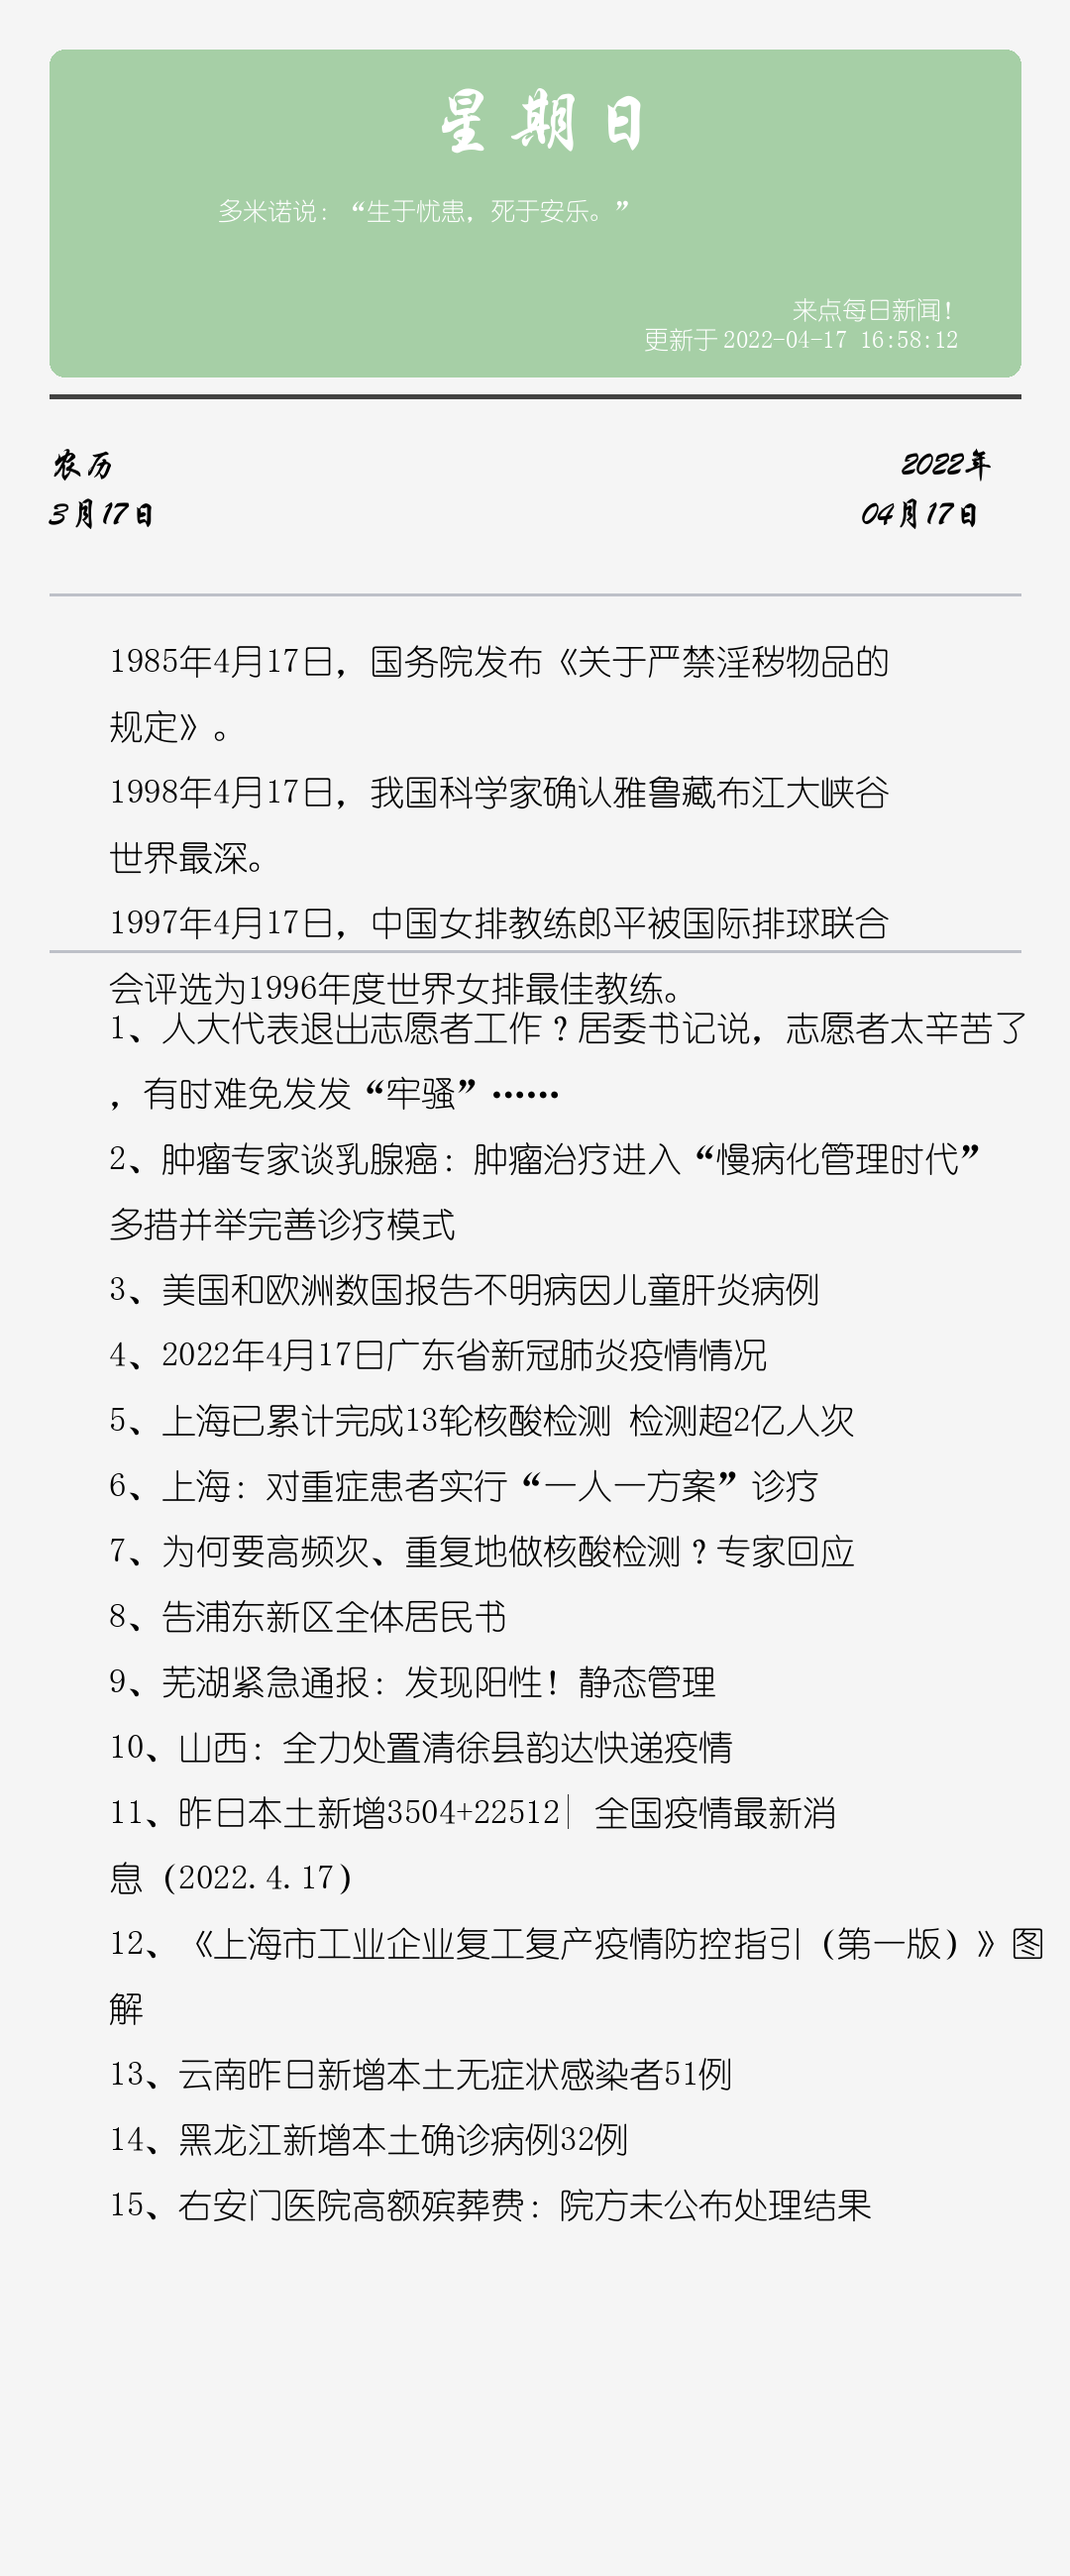 星期日
多米诺说：“生于忧患，死于安乐。”
来点每日新闻！
更新于 2022-04-17 16:58:12
农历
2022年
3月17日
04月17日
1985年4月17日，国务院发布《关于严禁淫秽物品的
规定》。
1998年4月17日，我国科学家确认雅鲁藏布江大峡谷
世界最深。
1997年4月17日，中国女排教练郎平被国际排球联合
会评选为1996年度世界女排最佳教练。
1、人大代表退出志愿者工作？居委书记说，志愿者太辛苦了
，有时难免发发“牢骚”……
2、肿瘤专家谈乳腺癌：肿瘤治疗进入“慢病化管理时代”
多措并举完善诊疗模式
3、美国和欧洲数国报告不明病因儿童肝炎病例
4、2022年4月17日广东省新冠肺炎疫情情况
5、上海已累计完成13轮核酸检测 检测超2亿人次
6、上海：对重症患者实行“一人一方案”诊疗
7、为何要高频次、重复地做核酸检测？专家回应
8、告浦东新区全体居民书
9、芜湖紧急通报：发现阳性！静态管理
10、山西：全力处置清徐县韵达快递疫情
11、昨日本土新增3504+22512| 全国疫情最新消
息（2022.4.17）
12、《上海市工业企业复工复产疫情防控指引（第一版）》图
解
13、云南昨日新增本土无症状感染者51例
14、黑龙江新增本土确诊病例32例
15、右安门医院高额殡葬费：院方未公布处理结果